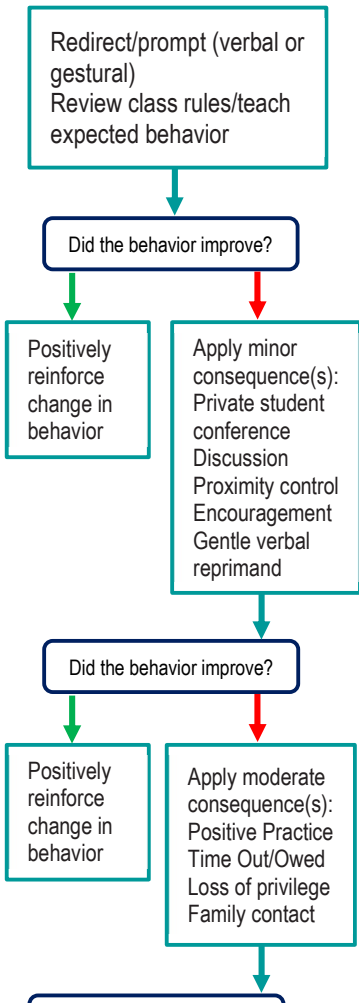 Redirect/prompt (verbal or
gestural)
Review class rules/teach
expected behavior
Did the behavior improve?
Positively
reinforce
change in
behavior
Apply minor
consequence(s):
Private student
conference
Discussion
Proximity control
Encouragement
Gentle verbal
reprimand
Did the behavior improve?
Positively
reinforce
change in
behavior
Apply moderate
consequence(s):
Positive Practice
Time Out/Owed
Loss of privilege
Family contact